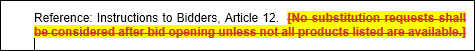 Reference: Instructions to Bidders, Article 12.  [No substitution requests shall
be considered after bid opening unless not all products listed are available.]